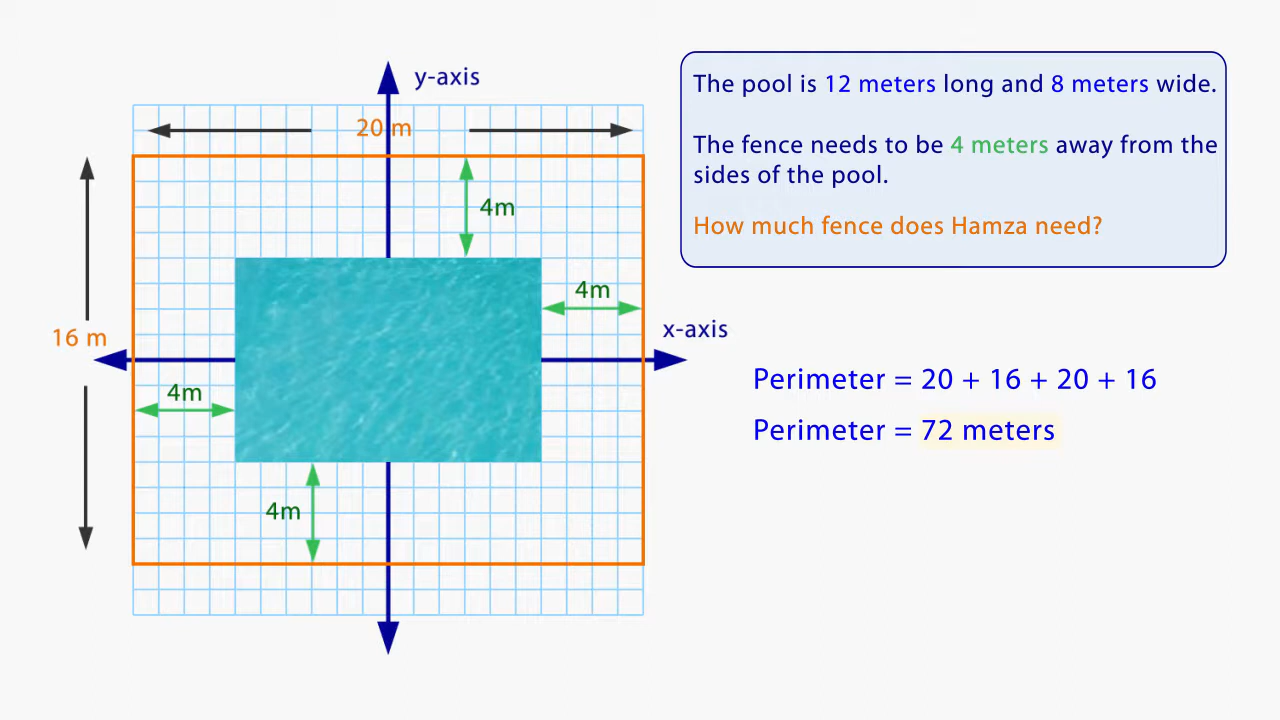 y-axis
20 m
4m
4m
16 m
x-axis
4m
4m
The pool is 12 meters long and 8 meters wide.
The fence needs to be 4 meters away from the
sides of the pool.
How much fence does Hamza need?
Perimeter = 20 + 16 + 20 + 16
Perimeter = 72 meters